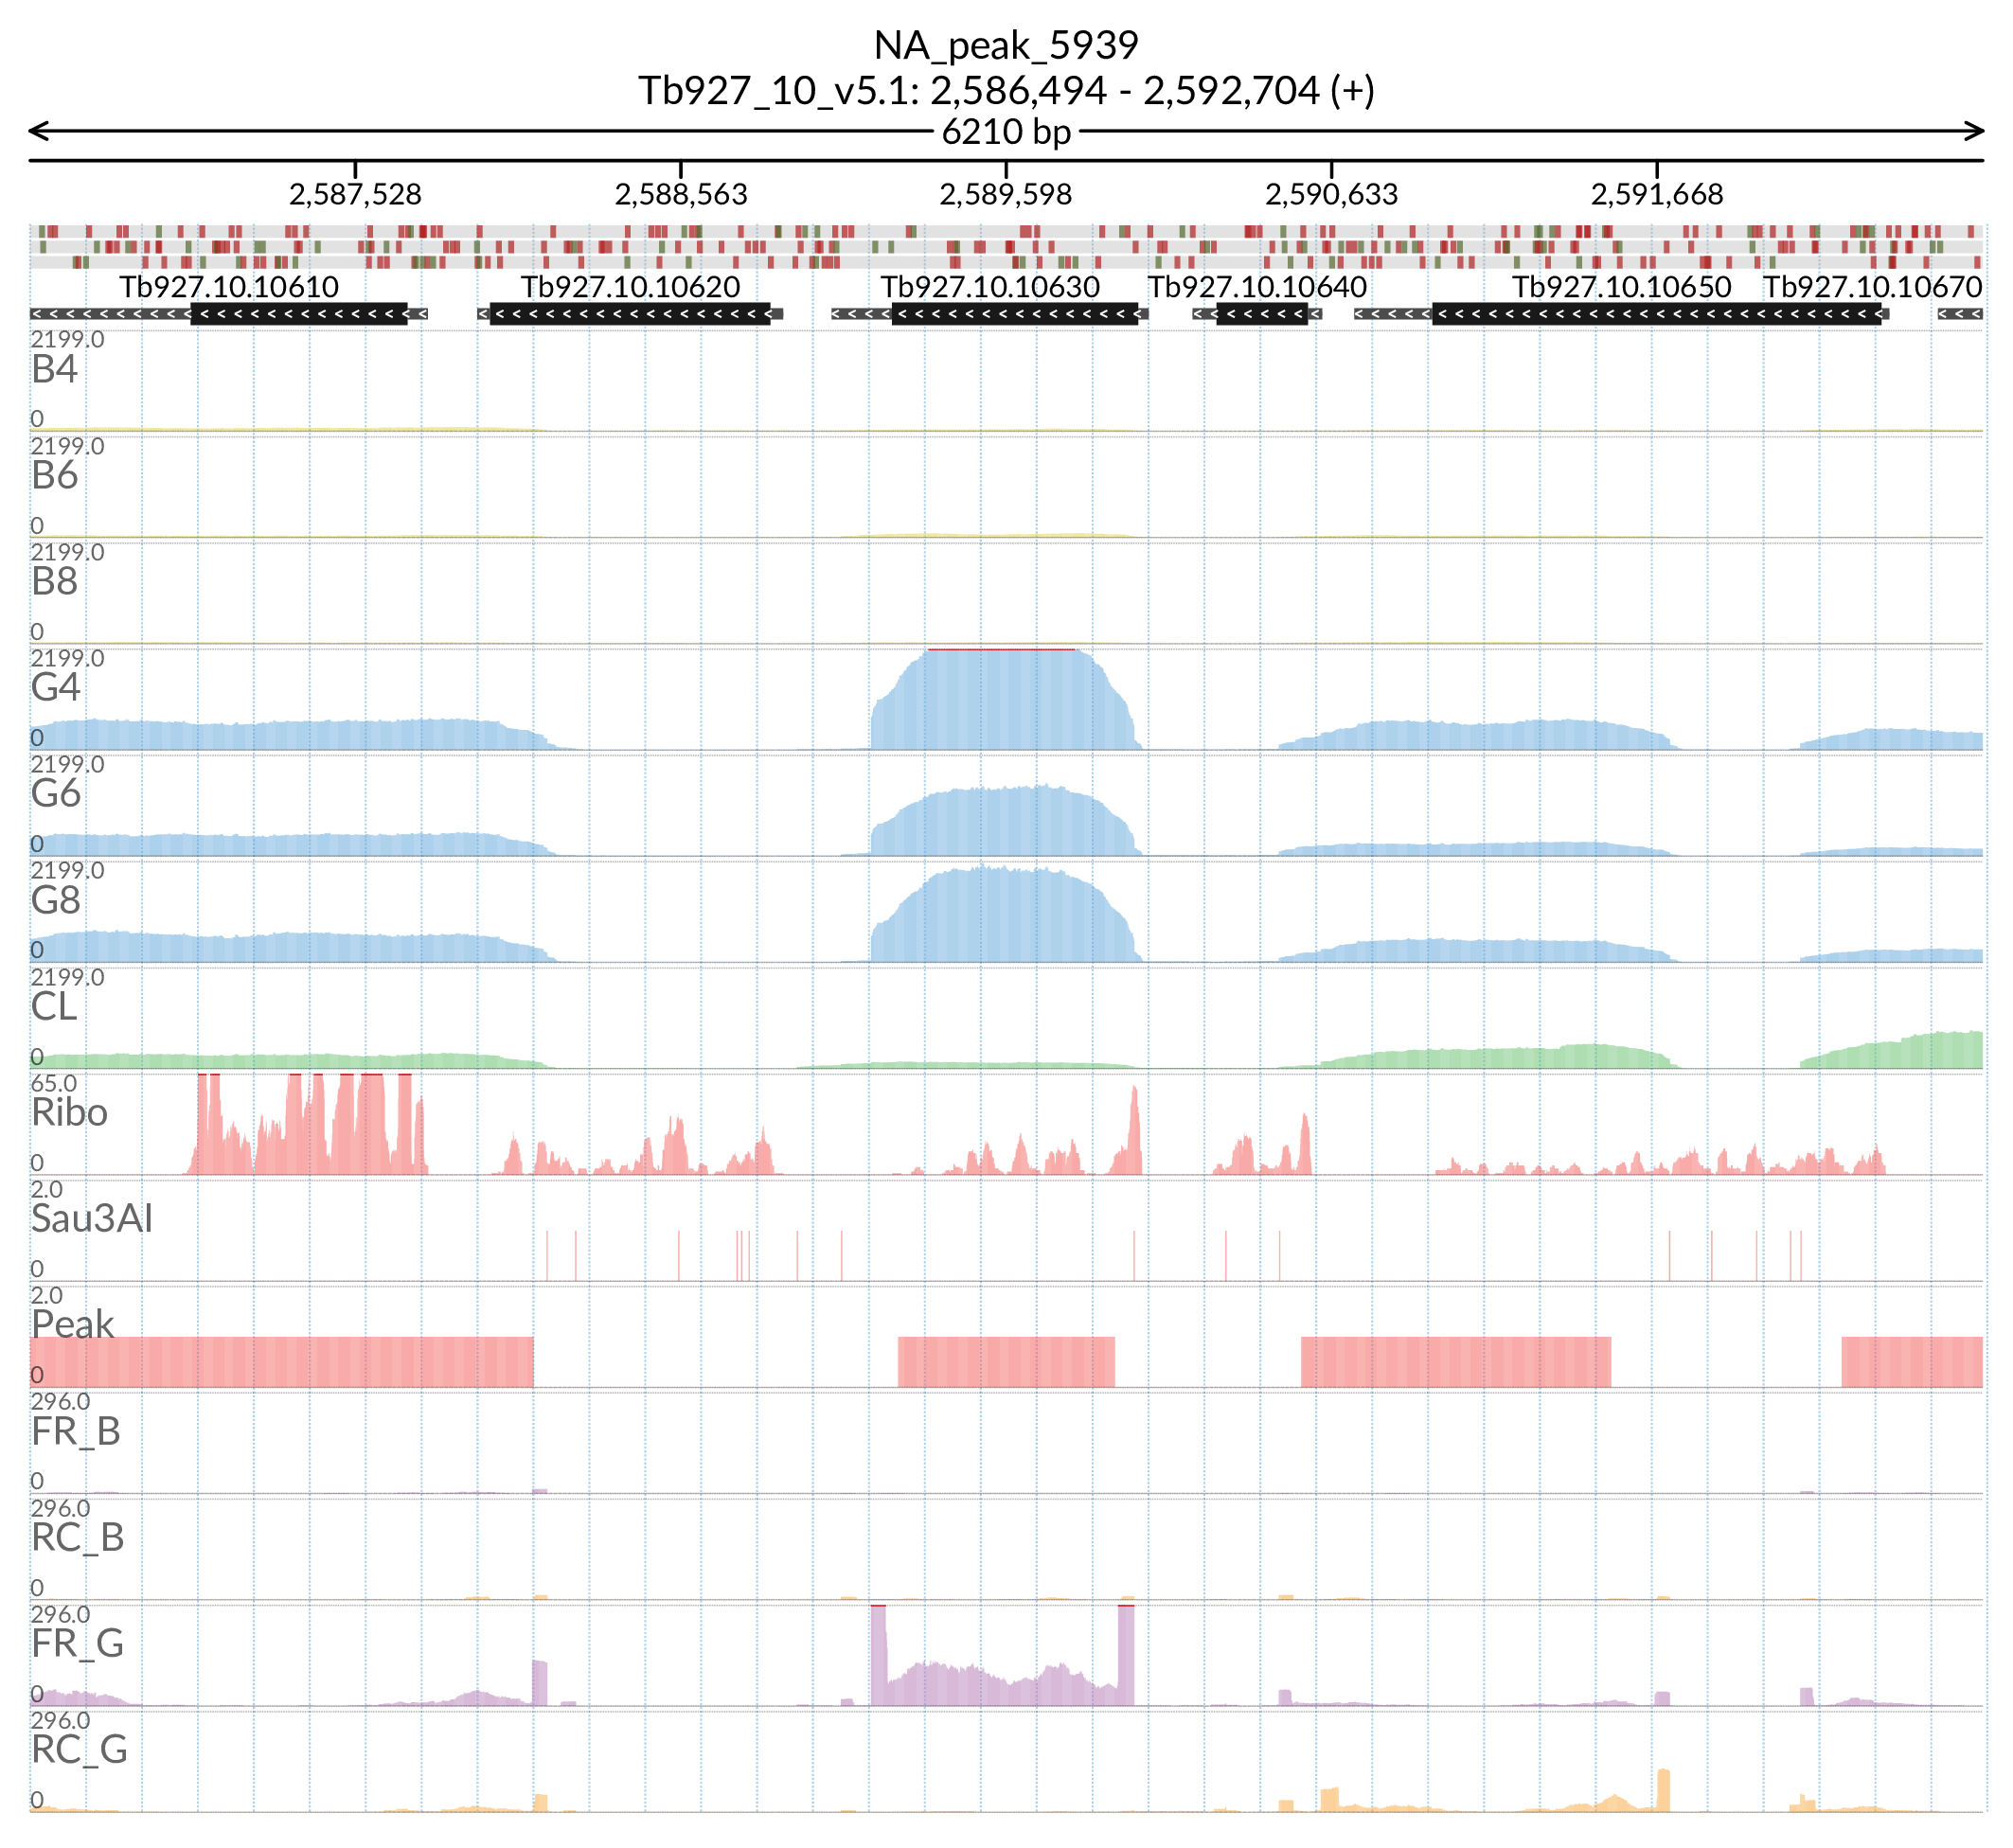 NA_peak_5939
Tb927_10_v5.1: 2,586,494 - 2,592,704 (+)
6210 bp
2,587,528 2,588,563 2,589,598 2,590,633 2,591,668
Tb927.10.10610 Tb927.10.10620 Tb927.10.10630 Tb927.10.10640 Tb927.10.10650 Tb927.10.10670
2199.0
B4
0
2199.0
B6
0
2199.0
B8
0
2199.0
G4
0
2199.0
G6
0
2199.0
G8
0
2199.0
CL
0
65.0
Ribo
0
2.0
Sau3AI
0
2.0
Peak
0
296.0
FR_B
0
296.0
RC_B
0
296.0
FR_G
0
296.0
RC_G
0